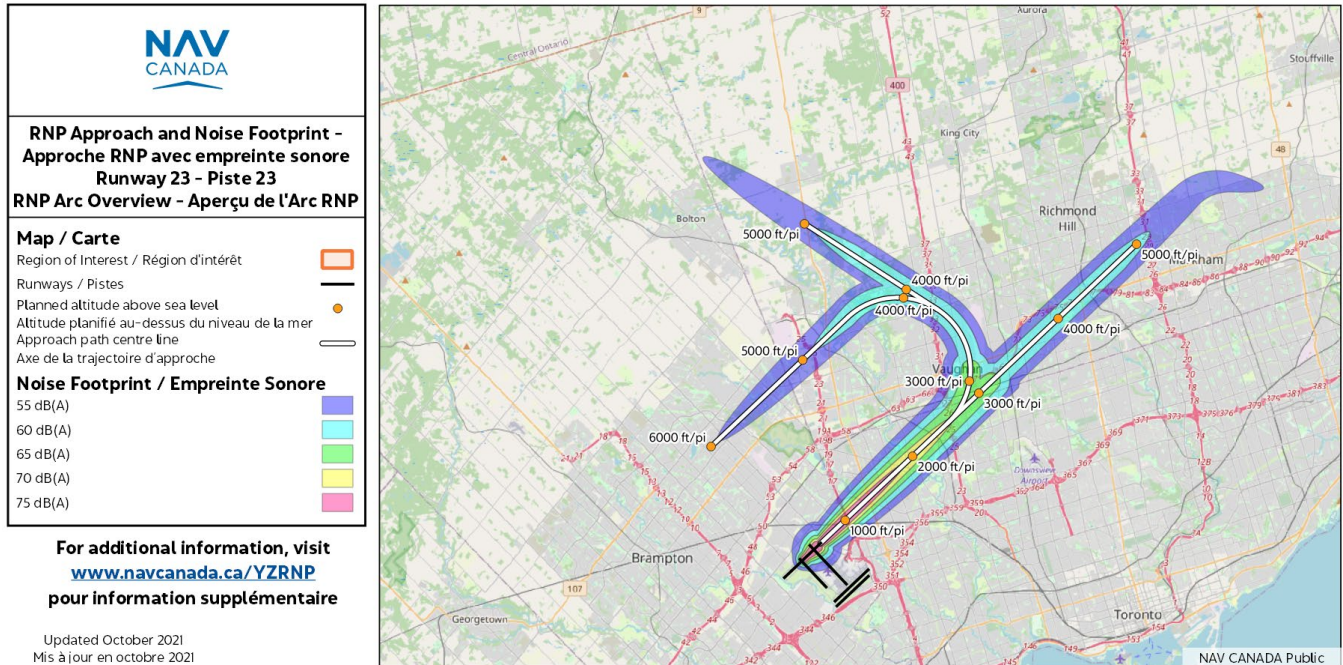 NAV
CANADA
RNP Approach and Noise Footprint -
Approche RNP avec empreinte sonore
Runway 23 - Piste 23
RNP Arc Overview - Aperçu de l'Arc RNP
Map / Carte
Region of Interest / Région d'intérêt
Runways / Pistes
Planned altitude above sea level
Altitude planifié au-dessus du niveau de la mer
Approach path centre line
Axe de la trajectoire d'approche
Noise Footprint / Empreinte Sonore
55 dB(A)
60 dB(A)
65 dB(A)
70 dB(A)
75 dB(A)
For additional information, visit
www.navcanada.ca/YZRNP
pour information supplémentaire
Updated October 2021
Mis à jour en octobre 2021
9
52
Aurora
Central Ontario
Stouffville
400
King City
48
Bolton
Richmond
Hill
5000 ft/pi
5000 ft/pi
Markham
4000 ft/pi
4000 ft/pi
4000 ft/pi
5000 ft/pi
Vaughan
3000 ft/pi
3000 ft/pi
6000 ft/pi
2000 ft/pi
Downsview
Airport
1000 ft/pi
Brampton
107
Georgetown
Toronto
NAV CANADA Public